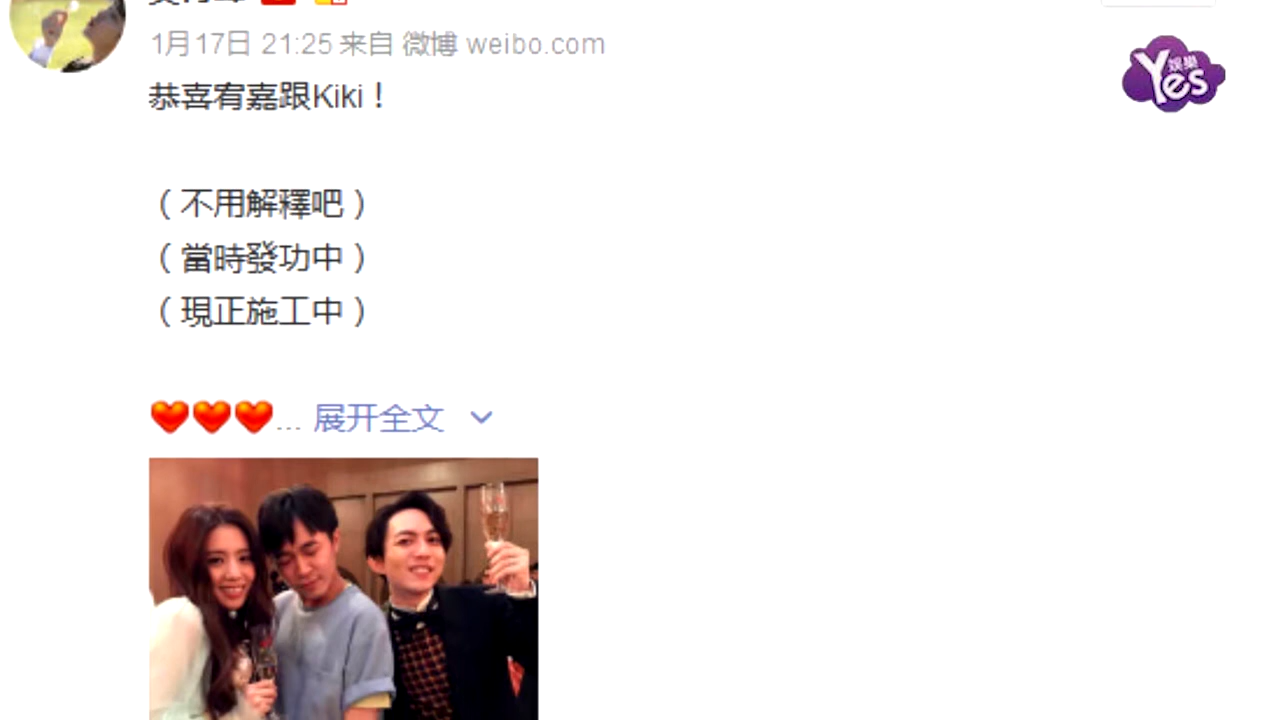 1月17日 21:25 来自 微博 weibo.com
恭喜宥嘉跟Kiki！
（不用解釋吧）
（當時發功中）
（現正施工中）
... 展开全文
Yes 娛樂